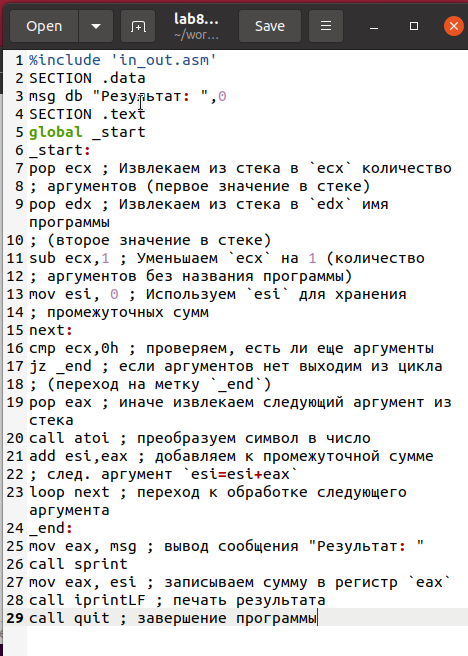 Open
lab8...
~/wor...
Save
1 %include 'in_out.asm'
2 SECTION .data
3 msg db "Результат: ",0
4 SECTION .text
5 global _start
6 _start:
7 pop ecx ; Извлекаем из стека в `ecx` количество
8 ; аргументов (первое значение в стеке)
9 pop edx ; Извлекаем из стека в `edx` имя
программы
10 ; (второе значение в стеке)
11 sub ecx,1 ; Уменьшаем `ecx` на 1 (количество
12 ; аргументов без названия программы)
13 mov esi, 0 ; Используем `esi` для хранения
14 ; промежуточных сумм
15 next:
16 cmp ecx,0h ; проверяем, есть ли еще аргументы
17 jz _end ; если аргументов нет выходим из цикла
18 ; (переход на метку `_end`)
19 pop eax ; иначе извлекаем следующий аргумент из
стека
20 call atoi ; преобразуем символ в число
21 add esi,eax ; добавляем к промежуточной сумме
22 ; след. аргумент `esi=esi+eax`
23 loop next ; переход к обработке следующего
аргумента
24 _end:
25 mov eax, msg ; вывод сообщения "Результат: "
26 call sprint
27 mov eax, esi ; записываем сумму в регистр `eax`
28 call iprintLF ; печать результата
29 call quit ; завершение программы